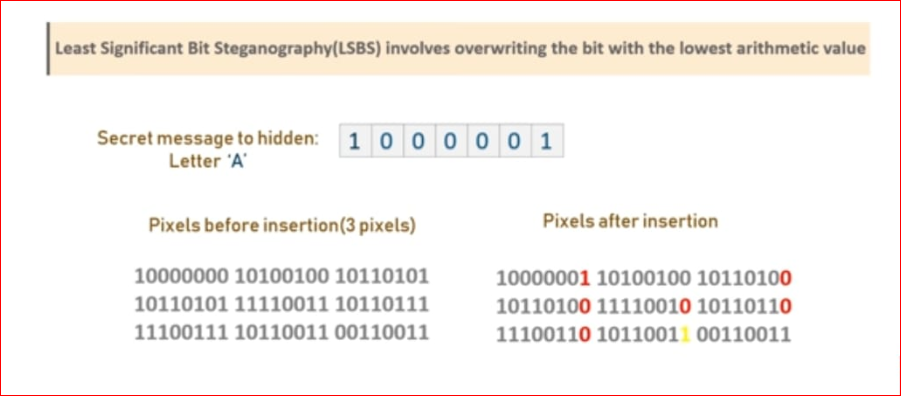 Least Significant Bit Steganography(LSBS) involves overwriting the bit with the lowest arithmetic value
Secret message to hidden: 1 0 0 0 0 0 1
Letter 'A'
Pixels before insertion(3 pixels)
10000000 10100100 10110101
10110101 11110011 10110111
11100111 10110011 00110011
Pixels after insertion
10000001 10100100 10110100
10110100 11110010 10110110
11100110 10110011 00110011